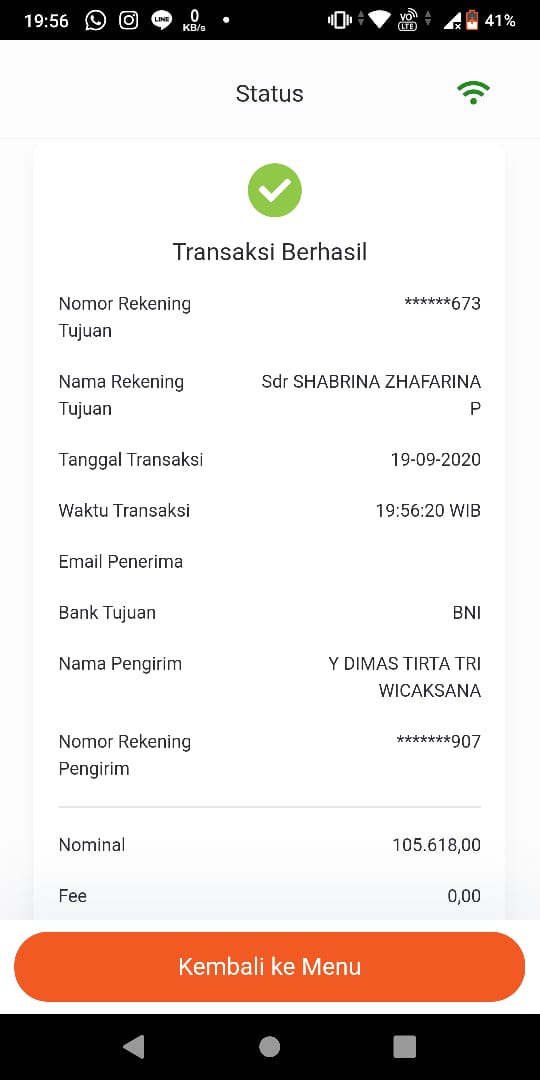 19:56
LINE
0
KB/s
VO
LTE
41%
Status
Transaksi Berhasil
Nomor Rekening
Tujuan
******673
Nama Rekening
Tujuan
Sdr SHABRINA ZHAFARINA
P
Tanggal Transaksi
19-09-2020
Waktu Transaksi
19:56:20 WIB
Email Penerima
Bank Tujuan
BNI
Nama Pengirim
Y DIMAS TIRTA TRI
WICAKSANA
Nomor Rekening
Pengirim
*******907
Nominal
105.618,00
Fee
0,00
Kembali ke Menu